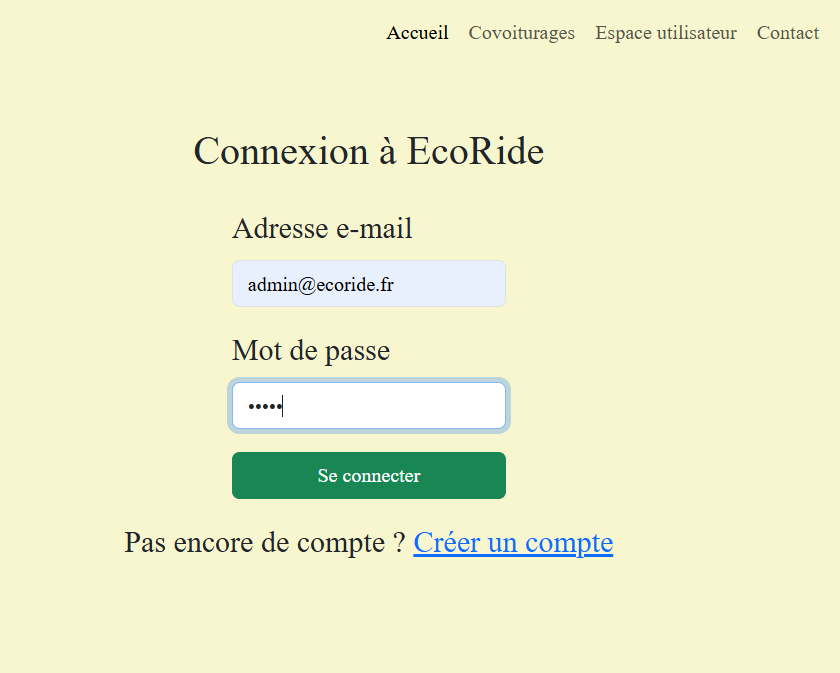 Accueil Covoiturages Espace utilisateur Contact
Connexion à EcoRide
Adresse e-mail
admin@ecoride.fr
Mot de passe
•••••
Se connecter
Pas encore de compte ? Créer un compte